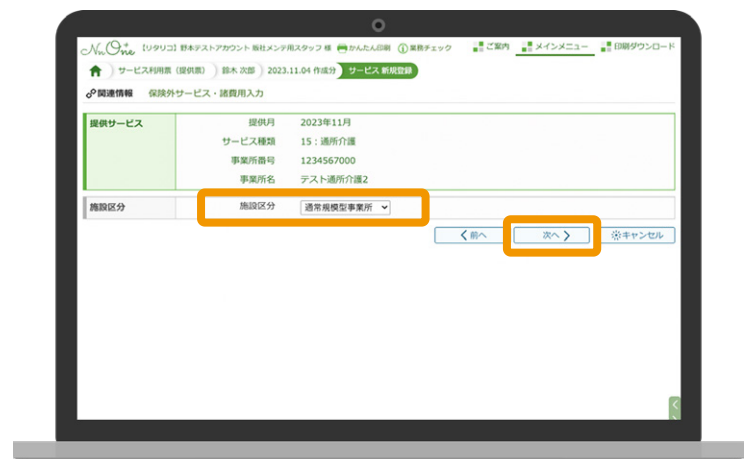 NuOne 【リタリコ】野本テストアカウント 販社メンテ用スタッフ 様 かんたん印刷 業務チェック ご案内 メインメニュー 印刷ダウンロード
サービス利用票（提供票） 鈴木 次郎 2023.11.04 作成分 サービス 新規登録
関連情報 保険外サービス・諸費用入力
提供サービス 提供月 2023年11月
サービス種類 15：通所介護
事業所番号 1234567000
事業所名 テスト通所介護2
施設区分 施設区分 通常規模型事業所
前へ 次へ キャンセル